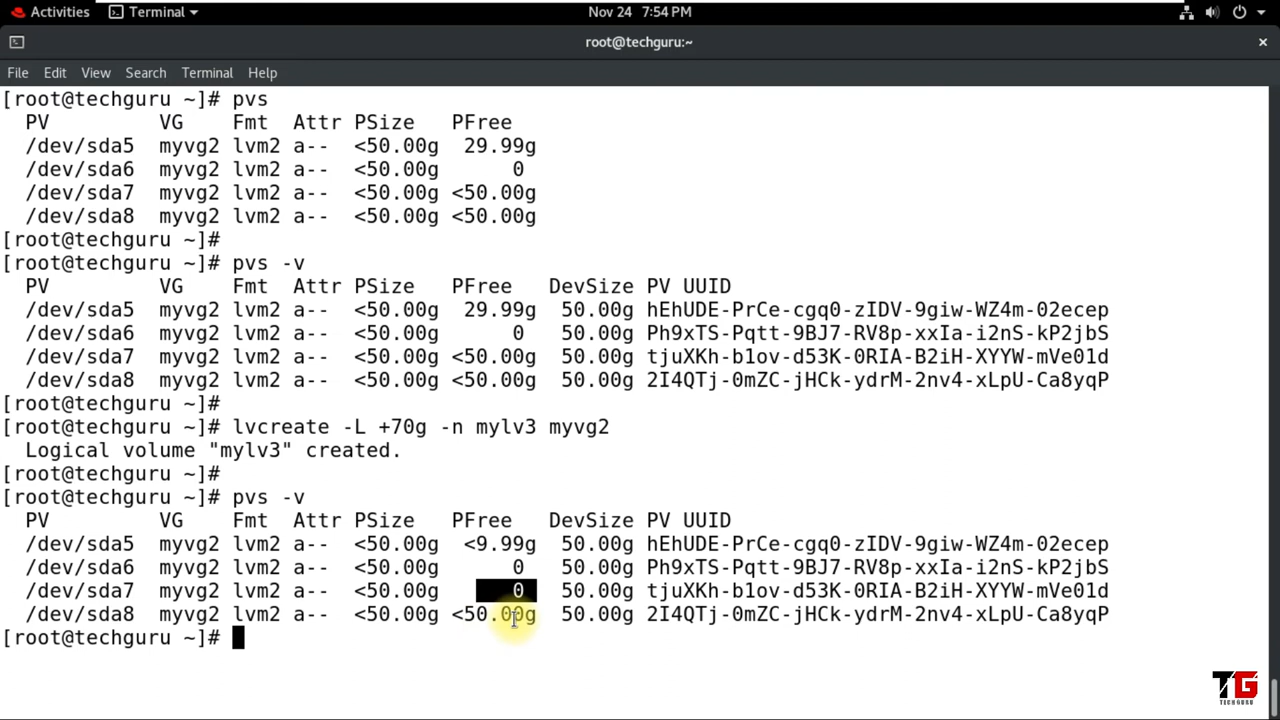 Activities Terminal Nov 24 7:54 PM
root@techguru:~
File Edit View Search Terminal Help
[root@techguru ~]# pvs
PV VG Fmt Attr PSize PFree
/dev/sda5 myvg2 lvm2 a-- <50.00g 29.99g
/dev/sda6 myvg2 lvm2 a-- <50.00g 0
/dev/sda7 myvg2 lvm2 a-- <50.00g <50.00g
/dev/sda8 myvg2 lvm2 a-- <50.00g <50.00g
[root@techguru ~]#
[root@techguru ~]# pvs -v
PV VG Fmt Attr PSize PFree DevSize PV UUID
/dev/sda5 myvg2 lvm2 a-- <50.00g 29.99g 50.00g hEhUDE-PrCe-cgq0-zIDV-9giw-WZ4m-02ecep
/dev/sda6 myvg2 lvm2 a-- <50.00g 0 50.00g Ph9xTS-Pqtt-9BJ7-RV8p-xxIa-i2nS-kP2jbS
/dev/sda7 myvg2 lvm2 a-- <50.00g <50.00g 50.00g tjuXKh-b1ov-d53K-0RIA-B2iH-XYYW-mVe01d
/dev/sda8 myvg2 lvm2 a-- <50.00g <50.00g 50.00g 2I4QTj-0mZC-jHCk-ydrM-2nv4-xLpU-Ca8yqP
[root@techguru ~]#
[root@techguru ~]# lvcreate -L +70g -n mylv3 myvg2
Logical volume "mylv3" created.
[root@techguru ~]#
[root@techguru ~]# pvs -v
PV VG Fmt Attr PSize PFree DevSize PV UUID
/dev/sda5 myvg2 lvm2 a-- <50.00g <9.99g 50.00g hEhUDE-PrCe-cgq0-zIDV-9giw-WZ4m-02ecep
/dev/sda6 myvg2 lvm2 a-- <50.00g 0 50.00g Ph9xTS-Pqtt-9BJ7-RV8p-xxIa-i2nS-kP2jbS
/dev/sda7 myvg2 lvm2 a-- <50.00g 0 50.00g tjuXKh-b1ov-d53K-0RIA-B2iH-XYYW-mVe01d
/dev/sda8 myvg2 lvm2 a-- <50.00g <50.00g 50.00g 2I4QTj-0mZC-jHCk-ydrM-2nv4-xLpU-Ca8yqP
[root@techguru ~]#
TG
TECHGURU